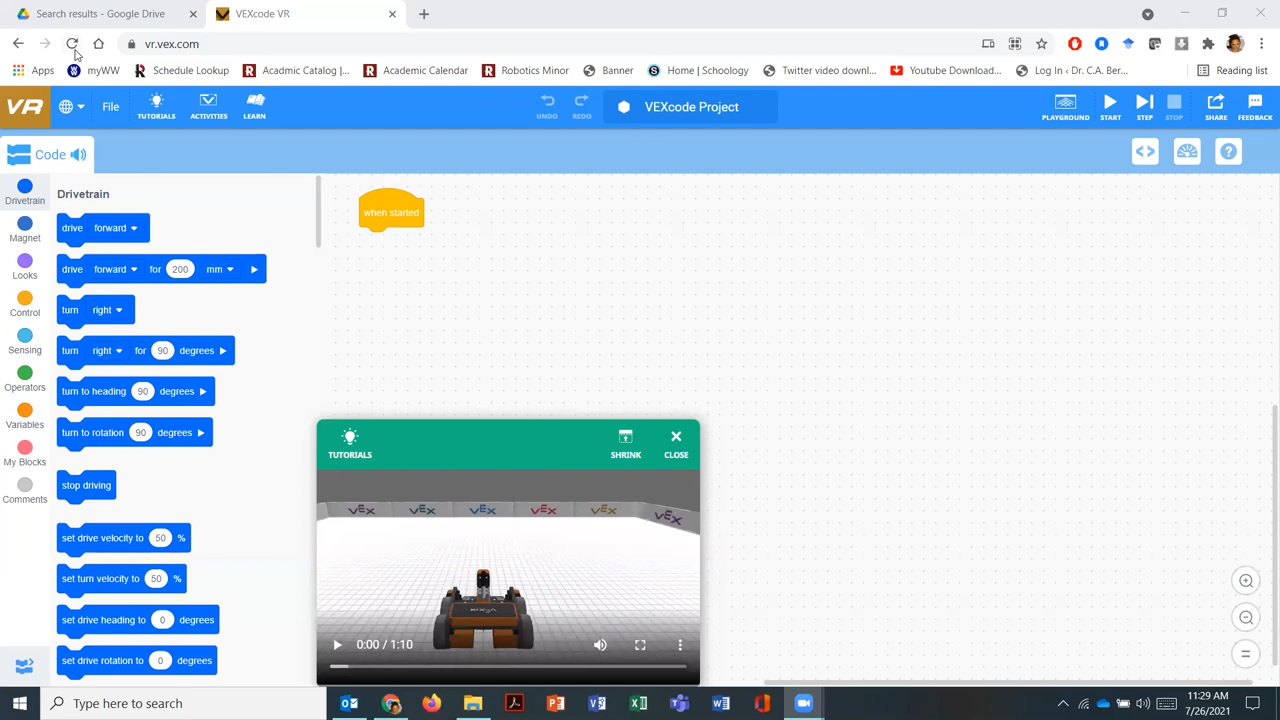 Search results - Google Drive
VEXcode VR
vr.vex.com
Apps
myWW
Schedule Lookup
Acadmic Catalog |...
Academic Calendar
Robotics Minor
Banner
Home | Schoology
Twitter video downl...
Youtube Download...
Log In ‹ Dr. C.A. Ber...
Reading list
VR
File
TUTORIALS
ACTIVITIES
LEARN
UNDO
REDO
VEXcode Project
PLAYGROUND
START
STEP
STOP
SHARE
FEEDBACK
Code
Drivetrain
Magnet
Looks
Control
Sensing
Operators
Variables
My Blocks
Comments
Drivetrain
drive forward
drive forward for 200 mm
turn right
turn right for 90 degrees
turn to heading 90 degrees
turn to rotation 90 degrees
stop driving
set drive velocity to 50 %
set turn velocity to 50 %
set drive heading to 0 degrees
set drive rotation to 0 degrees
when started
TUTORIALS
SHRINK
CLOSE
VEX VEX VEX VEX VEX VEX
0:00 / 1:10
Type here to search
11:29 AM
7/26/2021